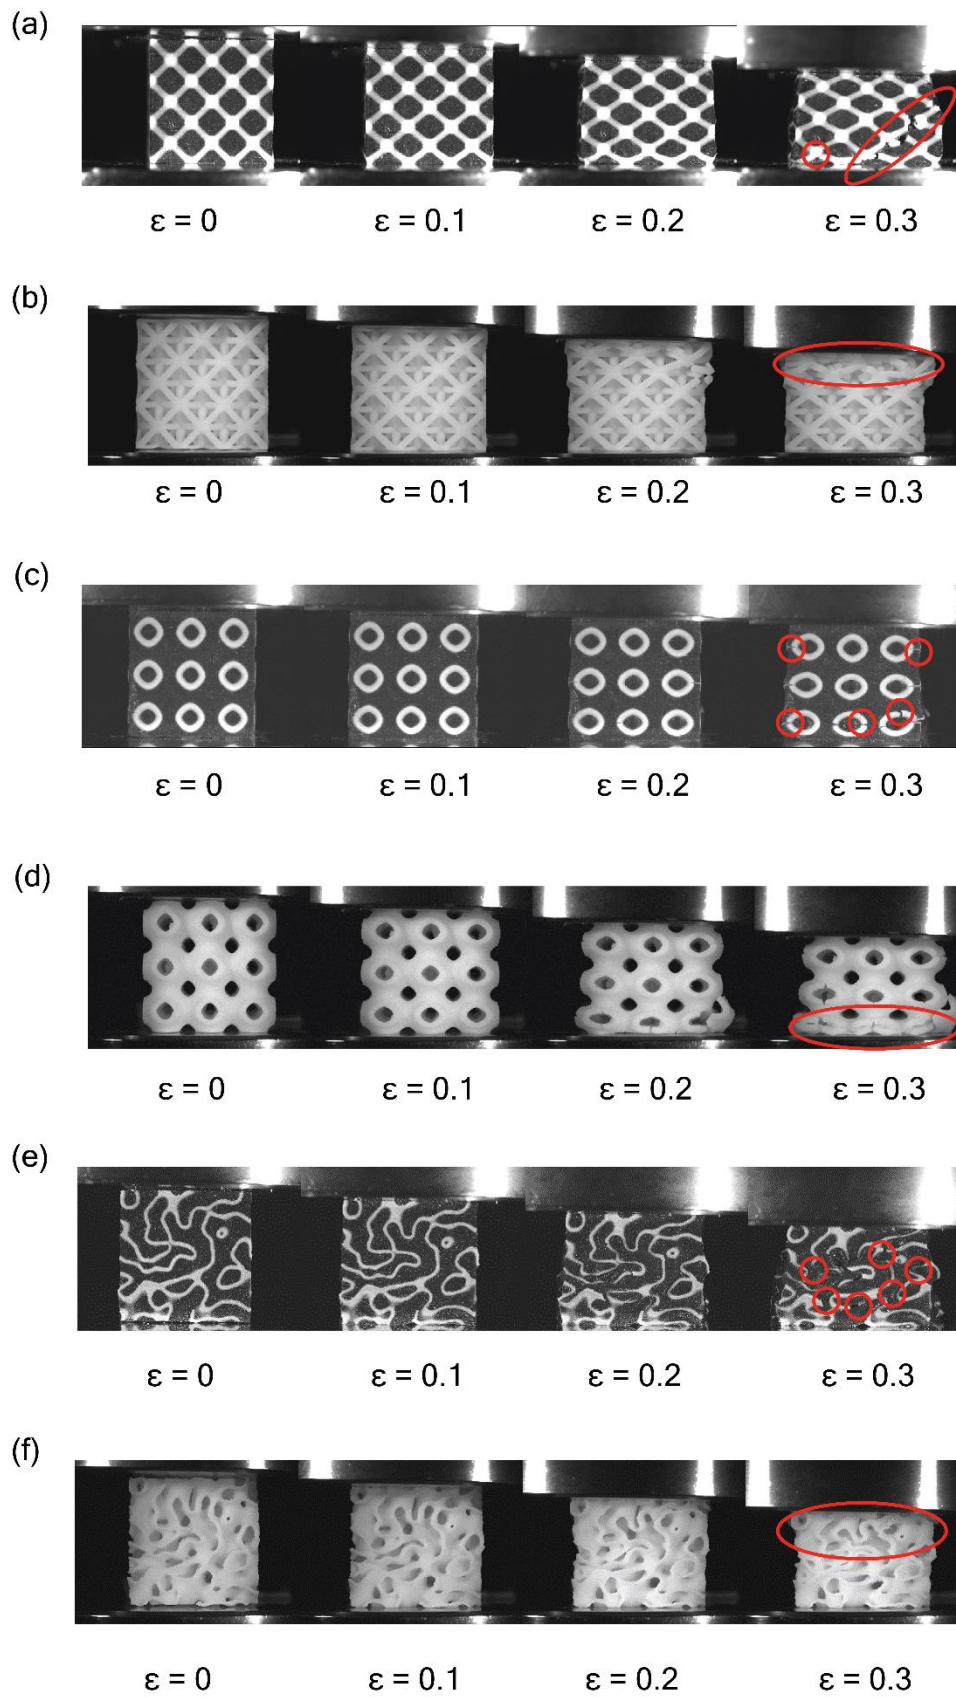 (a)
ε = 0 ε = 0.1 ε = 0.2 ε = 0.3
(b)
ε = 0 ε = 0.1 ε = 0.2 ε = 0.3
(c)
ε = 0 ε = 0.1 ε = 0.2 ε = 0.3
(d)
ε = 0 ε = 0.1 ε = 0.2 ε = 0.3
(e)
ε = 0 ε = 0.1 ε = 0.2 ε = 0.3
(f)
ε = 0 ε = 0.1 ε = 0.2 ε = 0.3